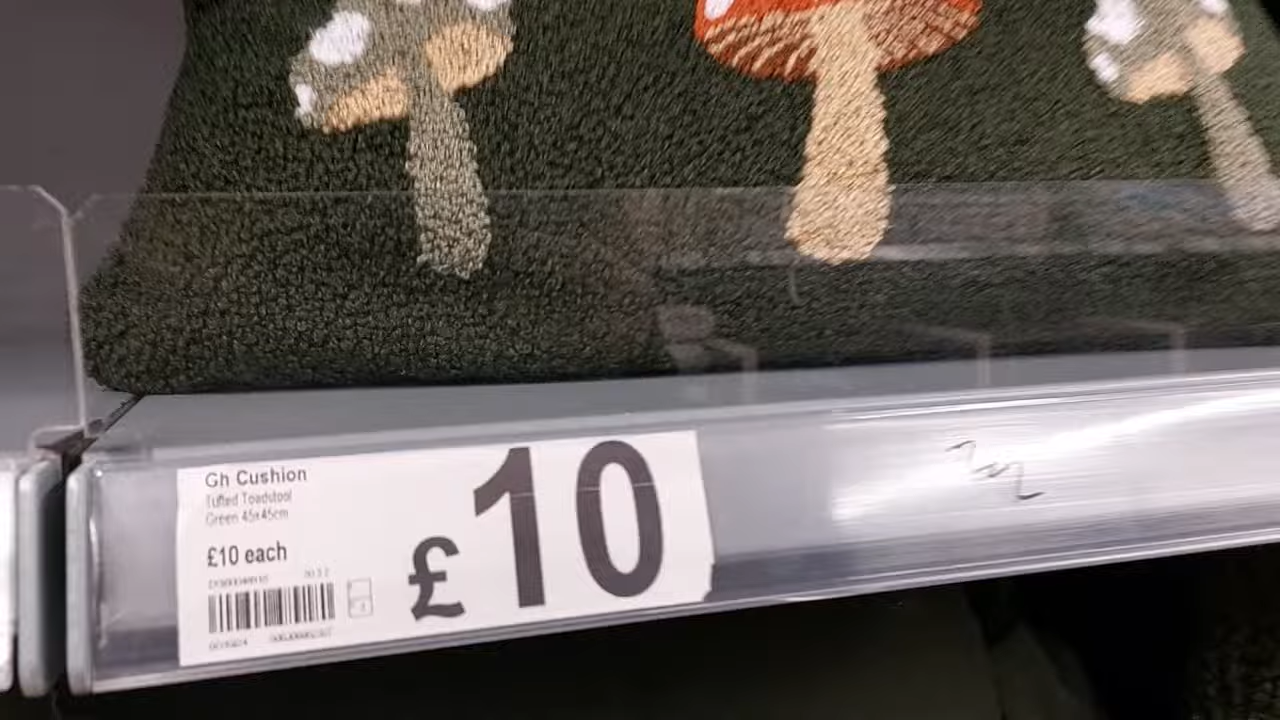 Gh Cushion
Tufted Toadstool
Green 45x45cm
£10 each
£10